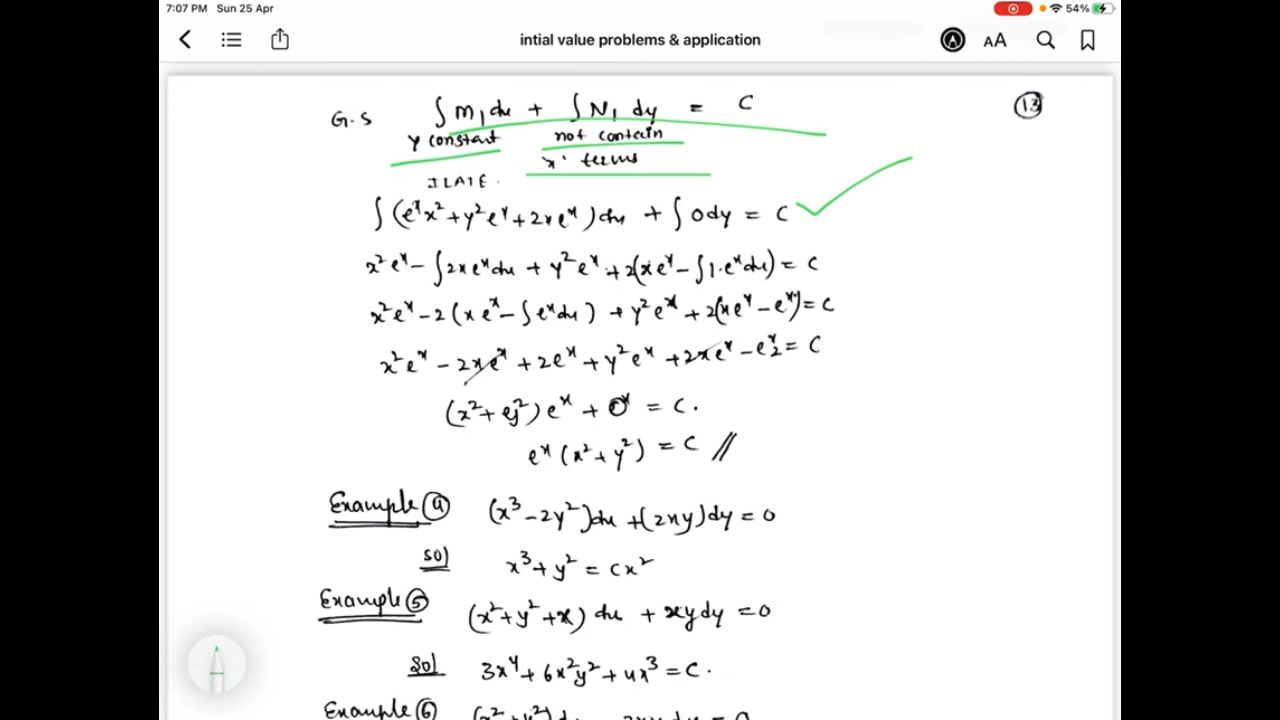 7:07 PM Sun 25 Apr
54%
intial value problems & application
AA
13
G.S ∫ M₁dx + ∫ N₁ dy = C
y constant not contain
x' terms
ILATE.
∫ (eˣx² + y²eˣ + 2xeˣ)dx + ∫ 0dy = C
x²eˣ - ∫2xeˣdx + y²eˣ + 2(xeˣ - ∫1·eˣdx) = C
x²eˣ - 2(xeˣ - ∫eˣdx) + y²eˣ + 2(xeˣ - eˣ) = C
x²eˣ - 2xeˣ + 2eˣ + y²eˣ + 2xeˣ - eˣ2 = C
(x² + y²)eˣ + 0 = C.
eˣ(x² + y²) = C //
Example ④ (x³ - 2y²)dx + (2xy)dy = 0
Sol x³ + y² = cx²
Example ⑤ (x² + y² + x)dx + xydy = 0
Sol 3x⁴ + 6x²y² + 4x³ = C.
Example ⑥